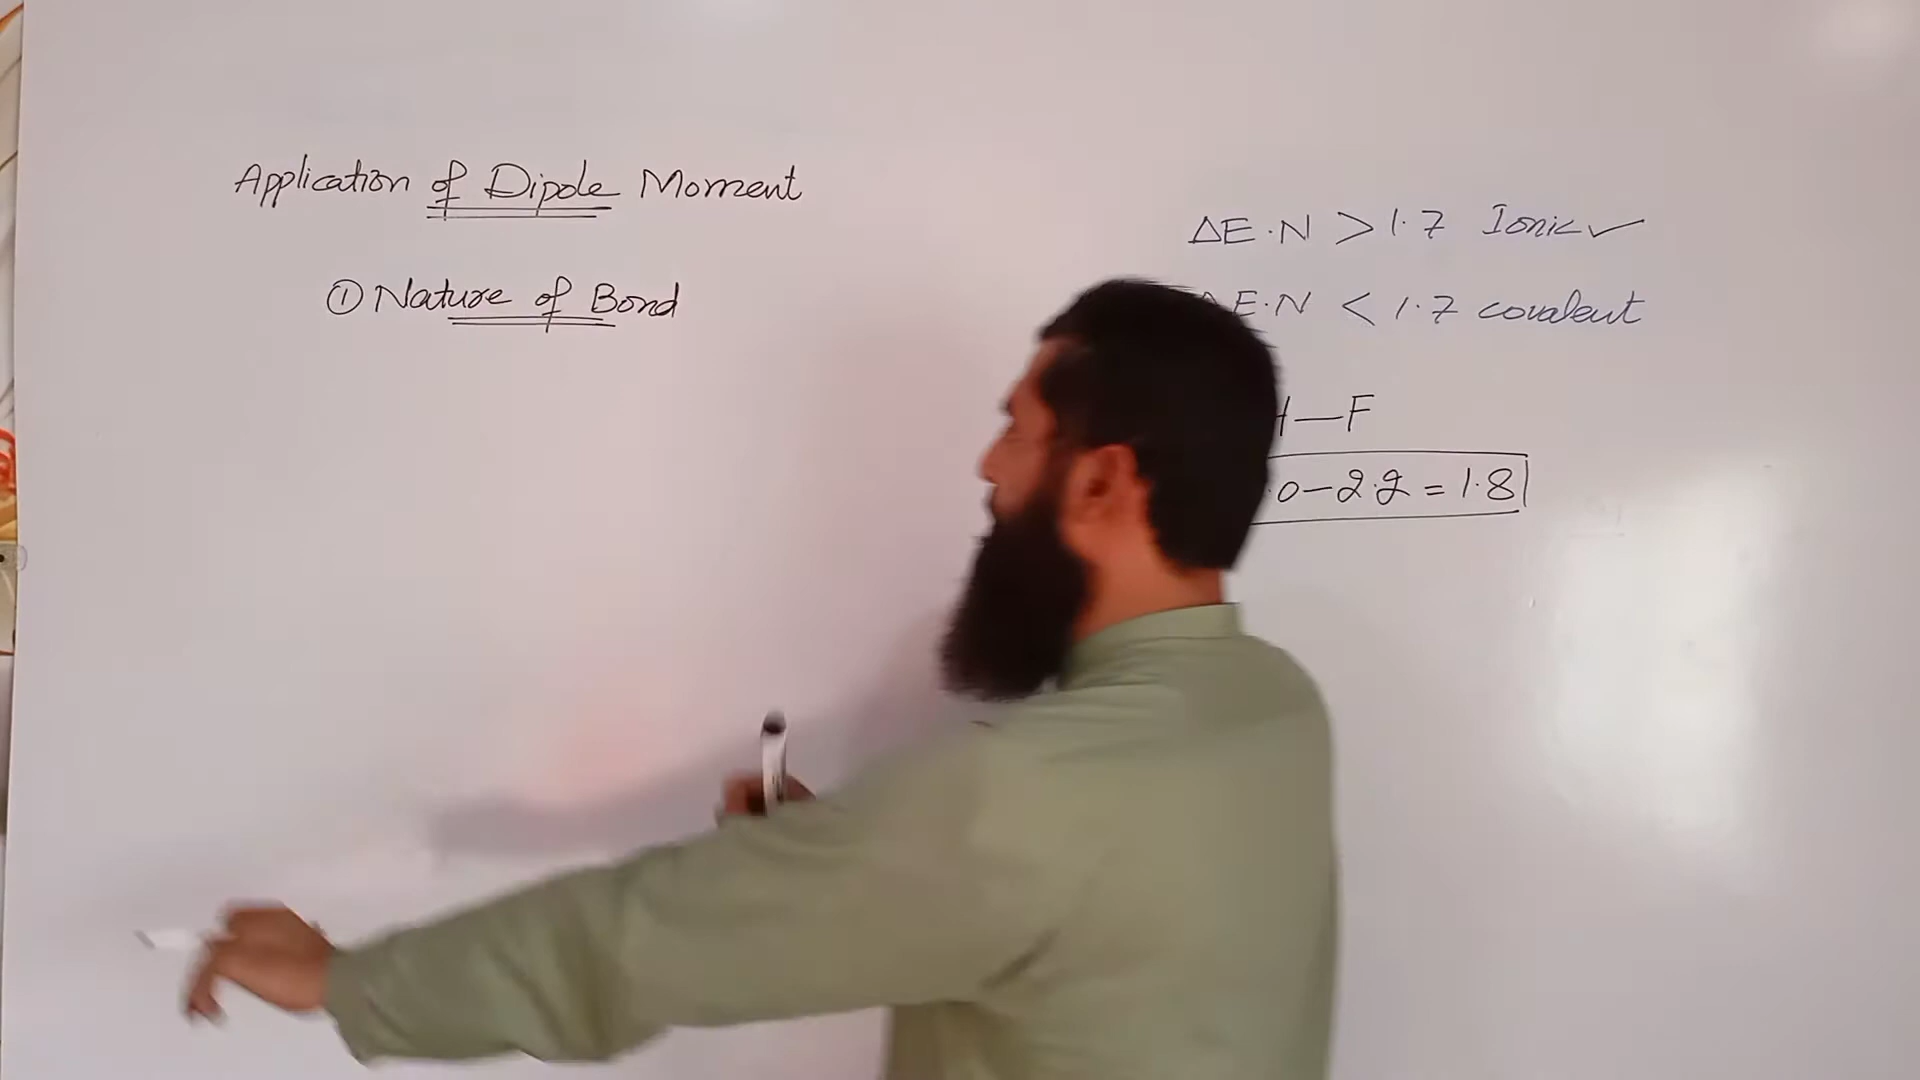 Application of Dipole Moment
① Nature of Bond
ΔE.N > 1.7 Ionic ✓
E.N < 1.7 covalent
H—F
.0—2.2 = 1.8